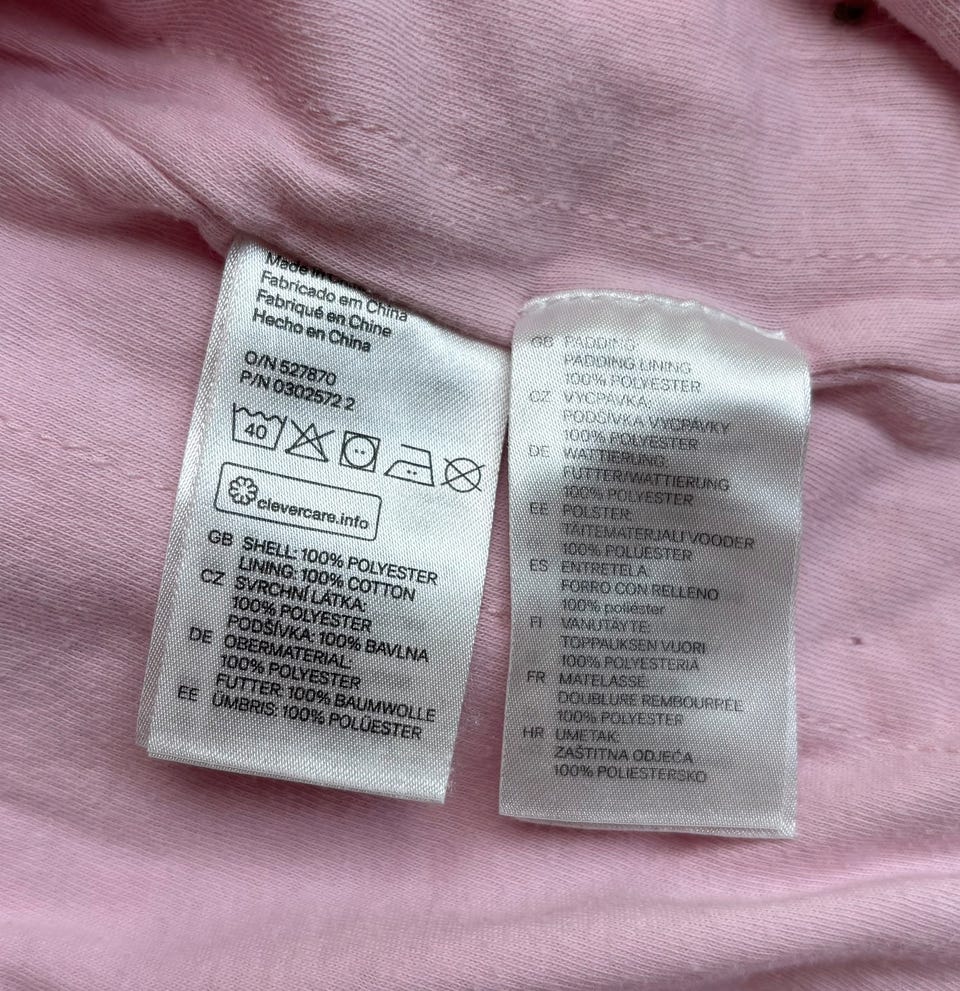 Made in
Fabricado em China
Fabriqué en Chine
Hecho en China
O/N 527870
P/N 0302572 2
40
clevercare.info
GB SHELL: 100% POLYESTER
LINING: 100% COTTON
CZ SVRCHNÍ LÁTKA:
100% POLYESTER
PODŠÍVKA: 100% BAVLNA
DE OBERMATERIAL:
100% POLYESTER
FUTTER: 100% BAUMWOLLE
EE ÜMBRIS: 100% POLÜESTER
GB PADDING:
PADDING LINING
100% POLYESTER
CZ VYCPÁVKA:
PODŠÍVKA VYCPÁVKY
100% POLYESTER
DE WATTIERUNG:
FUTTER/WATTIERUNG
100% POLYESTER
EE POLSTER:
TÄITEMATERJALI VOODER
100% POLÜESTER
ES ENTRETELA
FORRO CON RELLENO
100% poliéster
FI VANUTÄYTE:
TOPPAUKSEN VUORI
100% POLYESTERIÄ
FR MATELASSE:
DOUBLURE REMBOURRÉE
100% POLYESTER
HR UMETAK:
ZAŠTITNA ODJEĆA
100% POLIESTERSKO